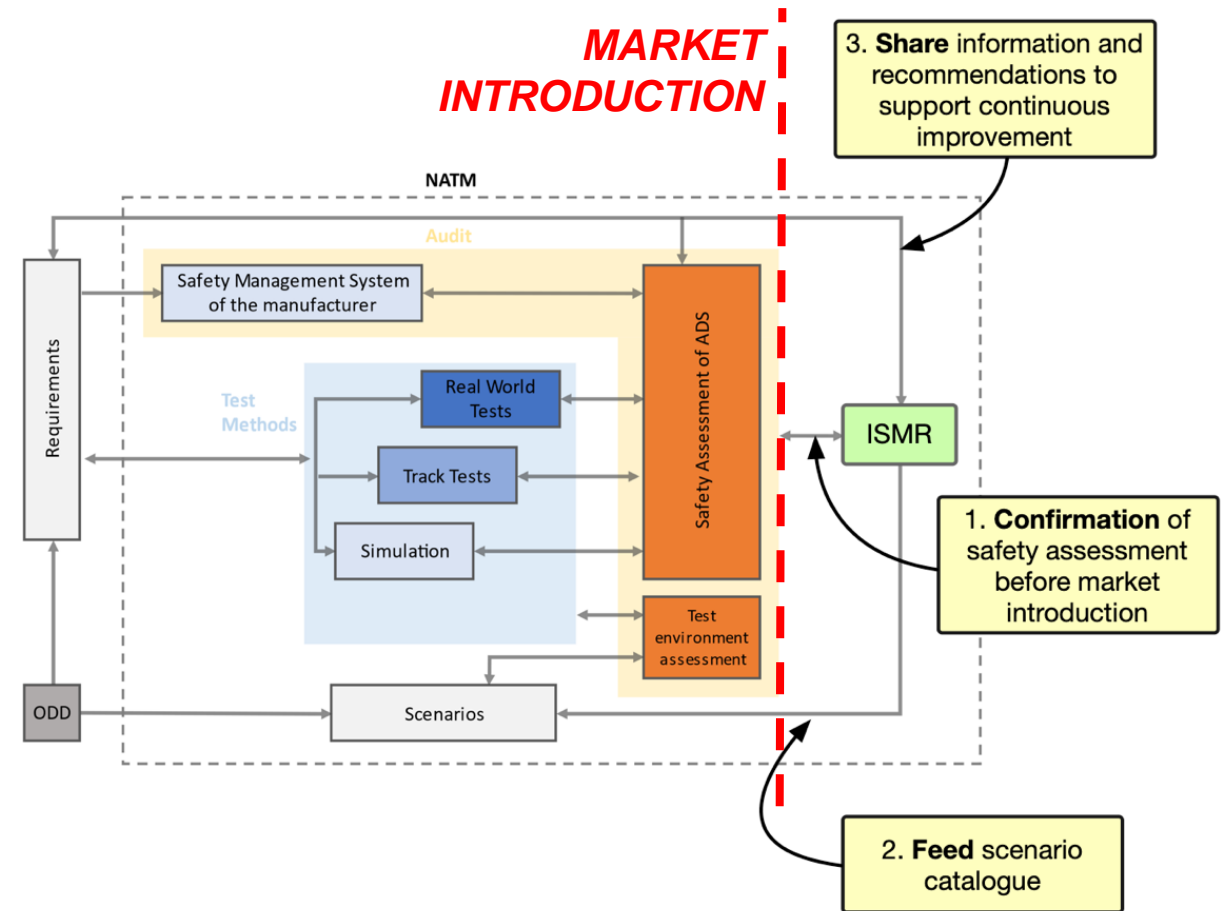 MARKET
INTRODUCTION
3. Share information and
recommendations to
support continuous
improvement
NATM
Audit
Safety Management System
of the manufacturer
Requirements
Test
Methods
Real World
Tests
Track Tests
Simulation
Safety Assessment of ADS
ISMR
1. Confirmation of
safety assessment
before market
introduction
Test
environment
assessment
ODD
Scenarios
2. Feed scenario
catalogue